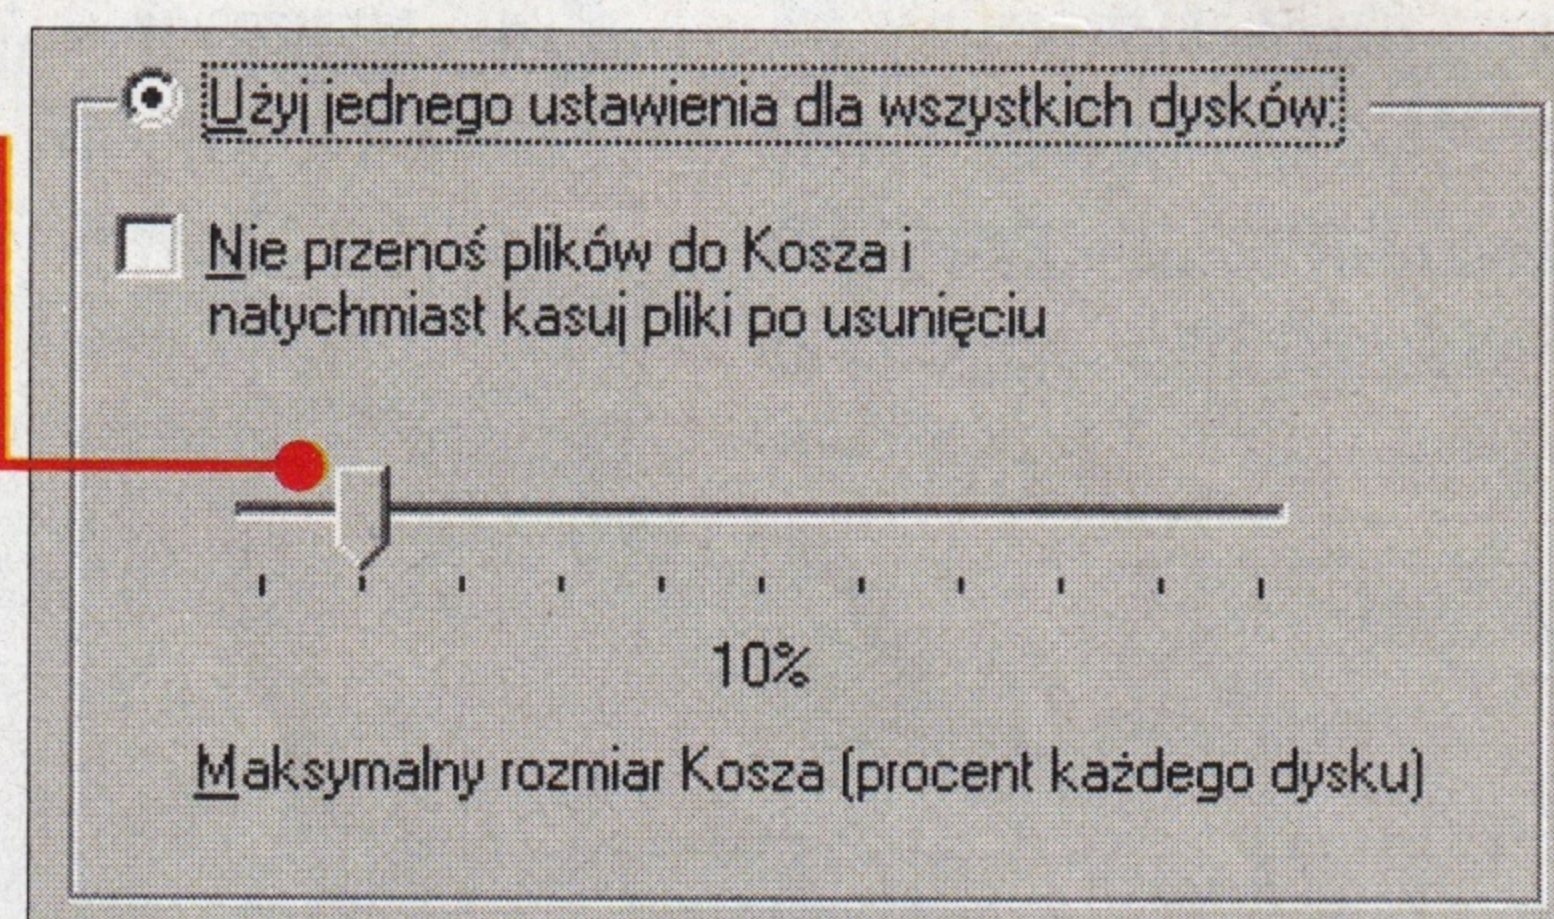 Użyj jednego ustawienia dla wszystkich dysków:
Nie przenoś plików do Kosza i
natychmiast kasuj pliki po usunięciu
10%
Maksymalny rozmiar Kosza (procent każdego dysku)